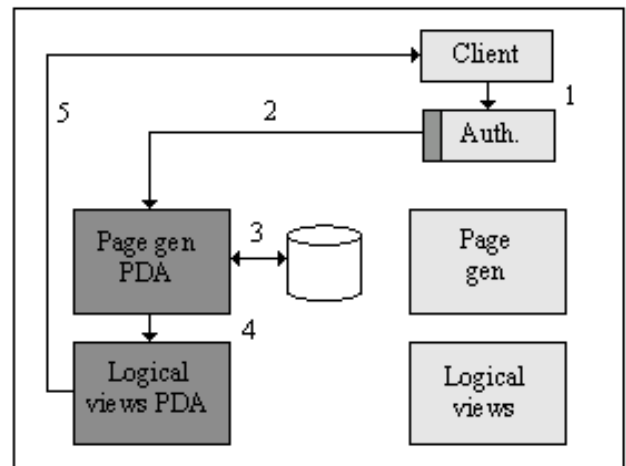 Client
1
5
2
Auth.
Page gen
PDA
3
Page
gen
4
Logical
views PDA
Logical
views